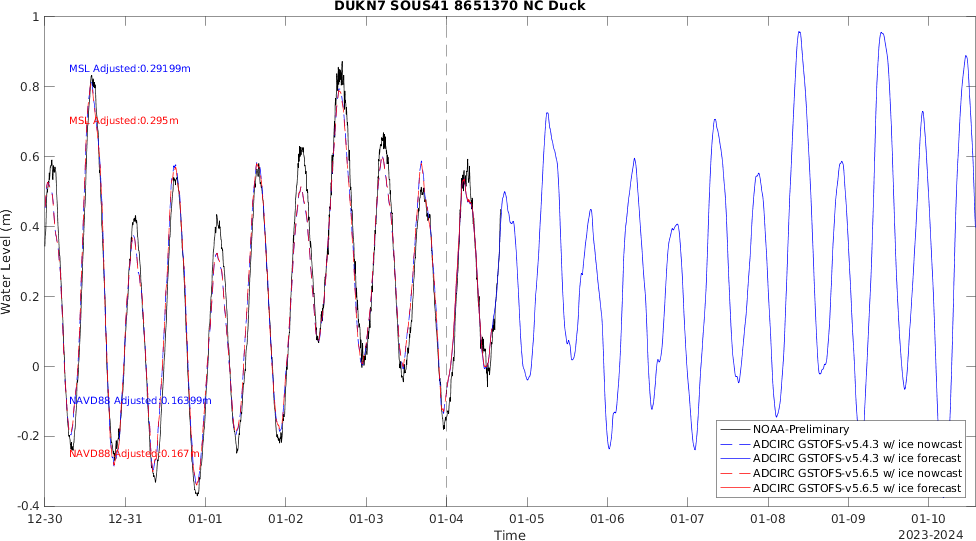 DUKN7 SOUS41 8651370 NC Duck
1
0.8
0.6
0.4
0.2
0
-0.2
-0.4
Water Level (m)
MSL Adjusted:0.29199m
MSL Adjusted:0.295m
NAVD88 Adjusted:0.16399m
NAVD88 Adjusted:0.167m
NOAA-Preliminary
ADCIRC GSTOFS-v5.4.3 w/ ice nowcast
ADCIRC GSTOFS-v5.4.3 w/ ice forecast
ADCIRC GSTOFS-v5.6.5 w/ ice nowcast
ADCIRC GSTOFS-v5.6.5 w/ ice forecast
12-30 12-31 01-01 01-02 01-03 01-04 01-05 01-06 01-07 01-08 01-09 01-10
Time
2023-2024